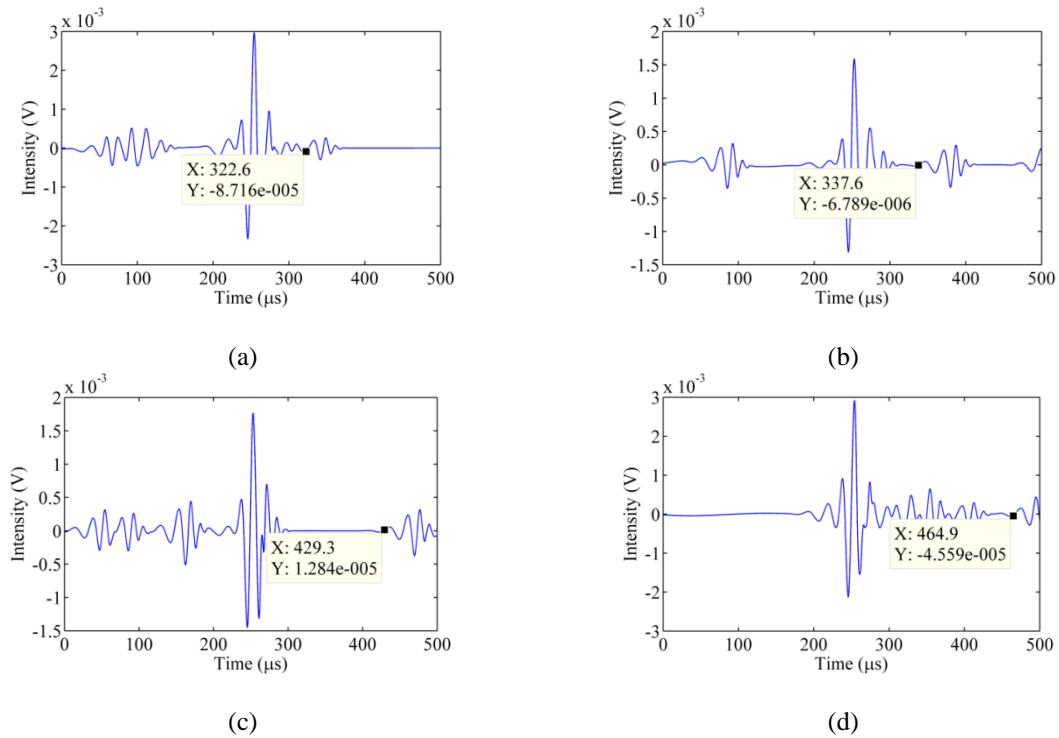 x 10⁻³
3
2
1
0
-1
-2
-3
Intensity (V)
X: 322.6
Y: -8.716e-005
0 100 200 300 400 500
Time (μs)
(a)
x 10⁻³
2
1.5
1
0.5
0
-0.5
-1
-1.5
Intensity (V)
X: 337.6
Y: -6.789e-006
0 100 200 300 400 500
Time (μs)
(b)
x 10⁻³
2
1.5
1
0.5
0
-0.5
-1
-1.5
Intensity (V)
X: 429.3
Y: 1.284e-005
0 100 200 300 400 500
Time (μs)
(c)
x 10⁻³
3
2
1
0
-1
-2
-3
Intensity (V)
X: 464.9
Y: -4.559e-005
0 100 200 300 400 500
Time (μs)
(d)